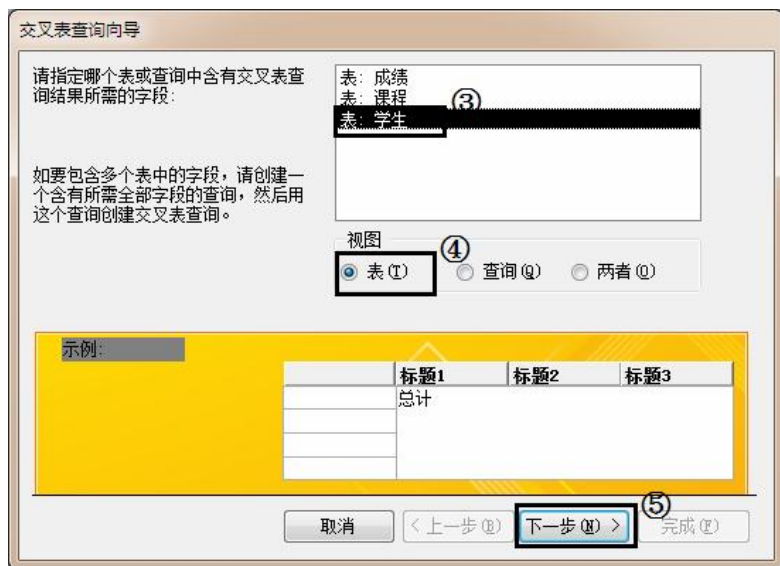 交叉表查询向导
请指定哪个表或查询中含有交叉表查
询结果所需的字段:
表: 成绩
表: 课程
③
表: 学生
如要包含多个表中的字段，请创建一
个含有所需全部字段的查询，然后用
这个查询创建交叉表查询。
视图
④
表(T) 查询(Q) 两者(O)
示例:
标题1 标题2 标题3
总计
⑤
取消 < 上一步(B) 下一步(N) > 完成(F)